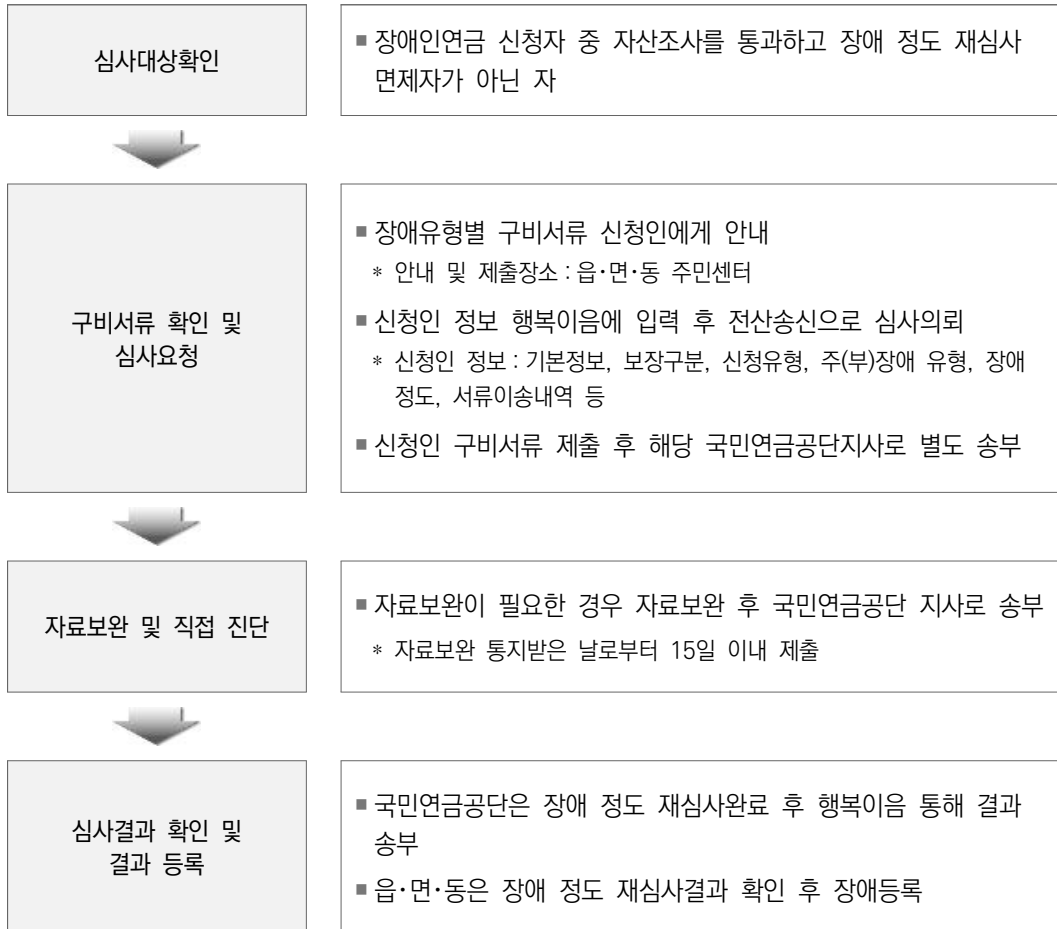 심사대상확인
■ 장애인연금 신청자 중 자산조사를 통과하고 장애 정도 재심사
면제자가 아닌 자
구비서류 확인 및
심사요청
■ 장애유형별 구비서류 신청인에게 안내
* 안내 및 제출장소 : 읍·면·동 주민센터
■ 신청인 정보 행복이음에 입력 후 전산송신으로 심사의뢰
* 신청인 정보 : 기본정보, 보장구분, 신청유형, 주(부)장애 유형, 장애
정도, 서류이송내역 등
■ 신청인 구비서류 제출 후 해당 국민연금공단지사로 별도 송부
자료보완 및 직접 진단
■ 자료보완이 필요한 경우 자료보완 후 국민연금공단 지사로 송부
* 자료보완 통지받은 날로부터 15일 이내 제출
심사결과 확인 및
결과 등록
■ 국민연금공단은 장애 정도 재심사완료 후 행복이음 통해 결과
송부
■ 읍·면·동은 장애 정도 재심사결과 확인 후 장애등록